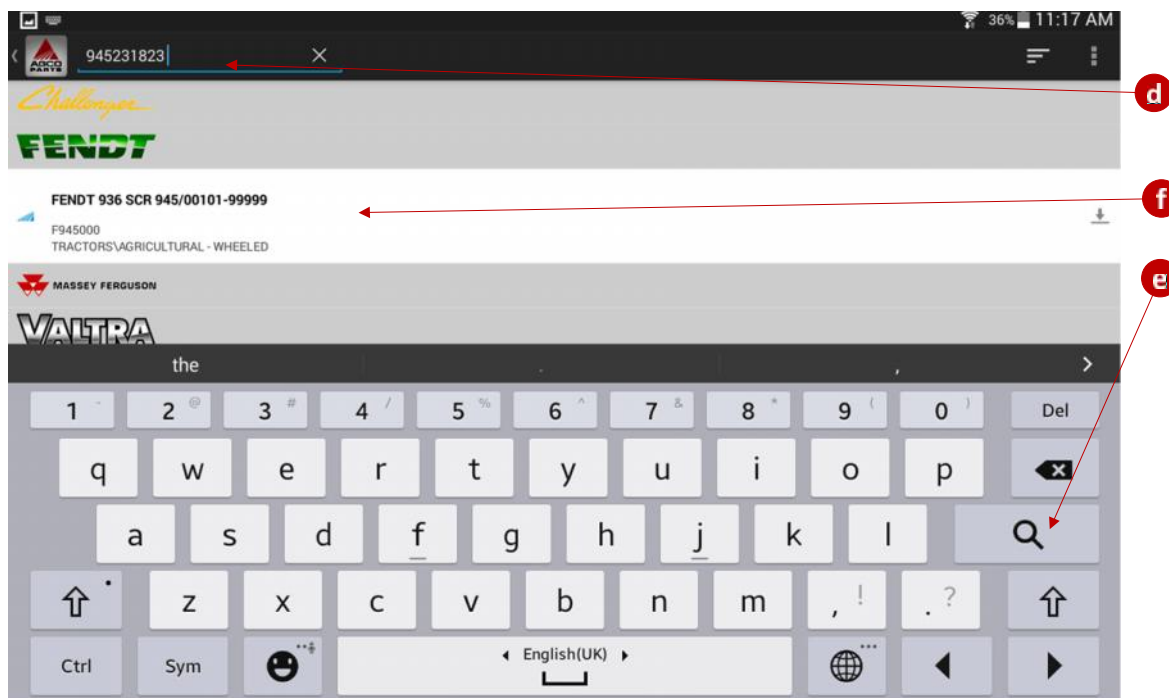 36% 11:17 AM
AGCO PARTS 945231823
d
Challenger
FENDT
FENDT 936 SCR 945/00101-99999
F945000
TRACTORS\AGRICULTURAL - WHEELED
f
e
MASSEY FERGUSON
VALTRA
the . ,
1 - 2 @ 3 # 4 / 5 % 6 ^ 7 & 8 * 9 ( 0 ) Del
q w e r t y u i o p
a s d f g h j k l
z x c v b n m , ! . ?
Ctrl Sym English(UK)